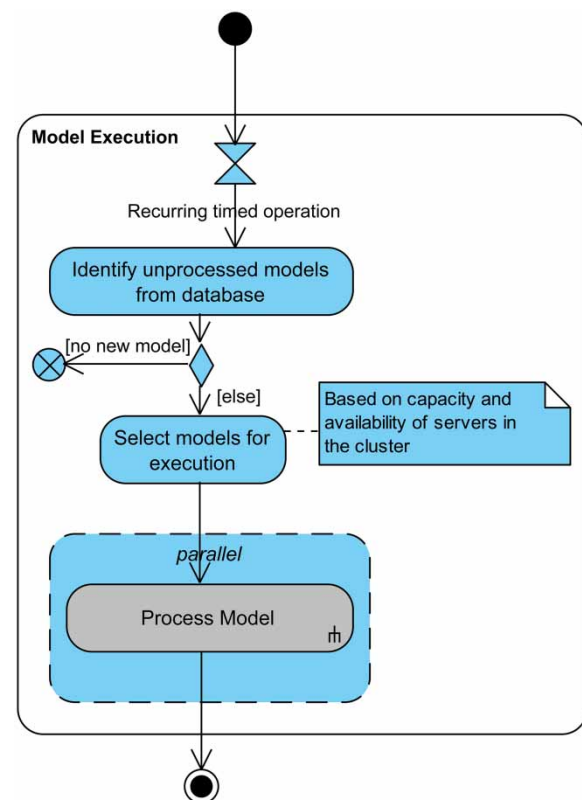 Model Execution
Recurring timed operation
Identify unprocessed models
from database
[no new model]
[else]
Select models for
execution
Based on capacity and
availability of servers in
the cluster
parallel
Process Model